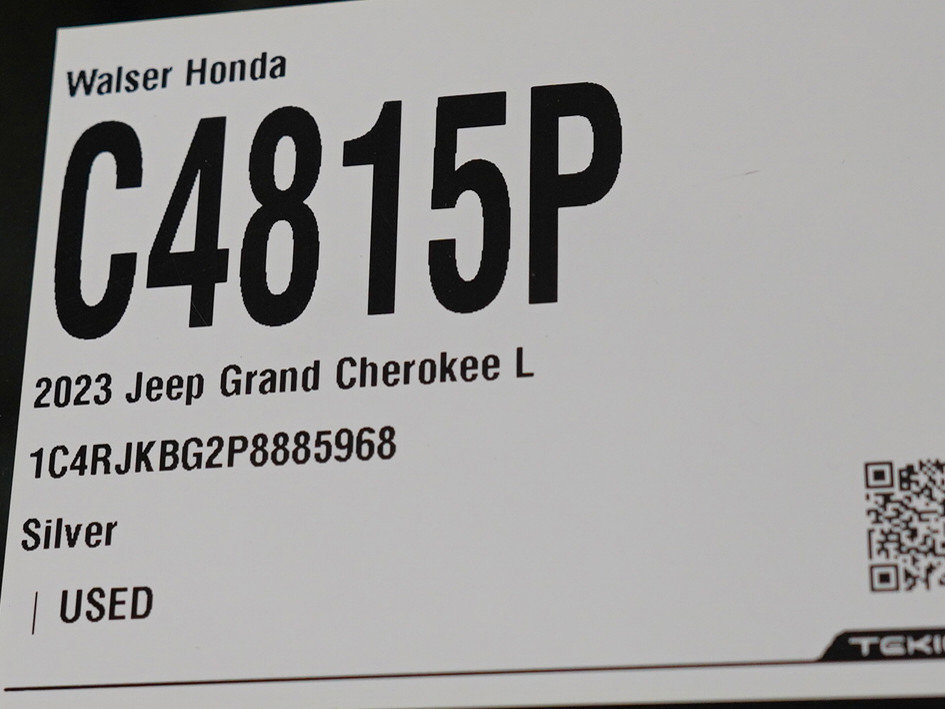 Walser Honda
C4815P
2023 Jeep Grand Cherokee L
1C4RJKBG2P8885968
Silver
| USED